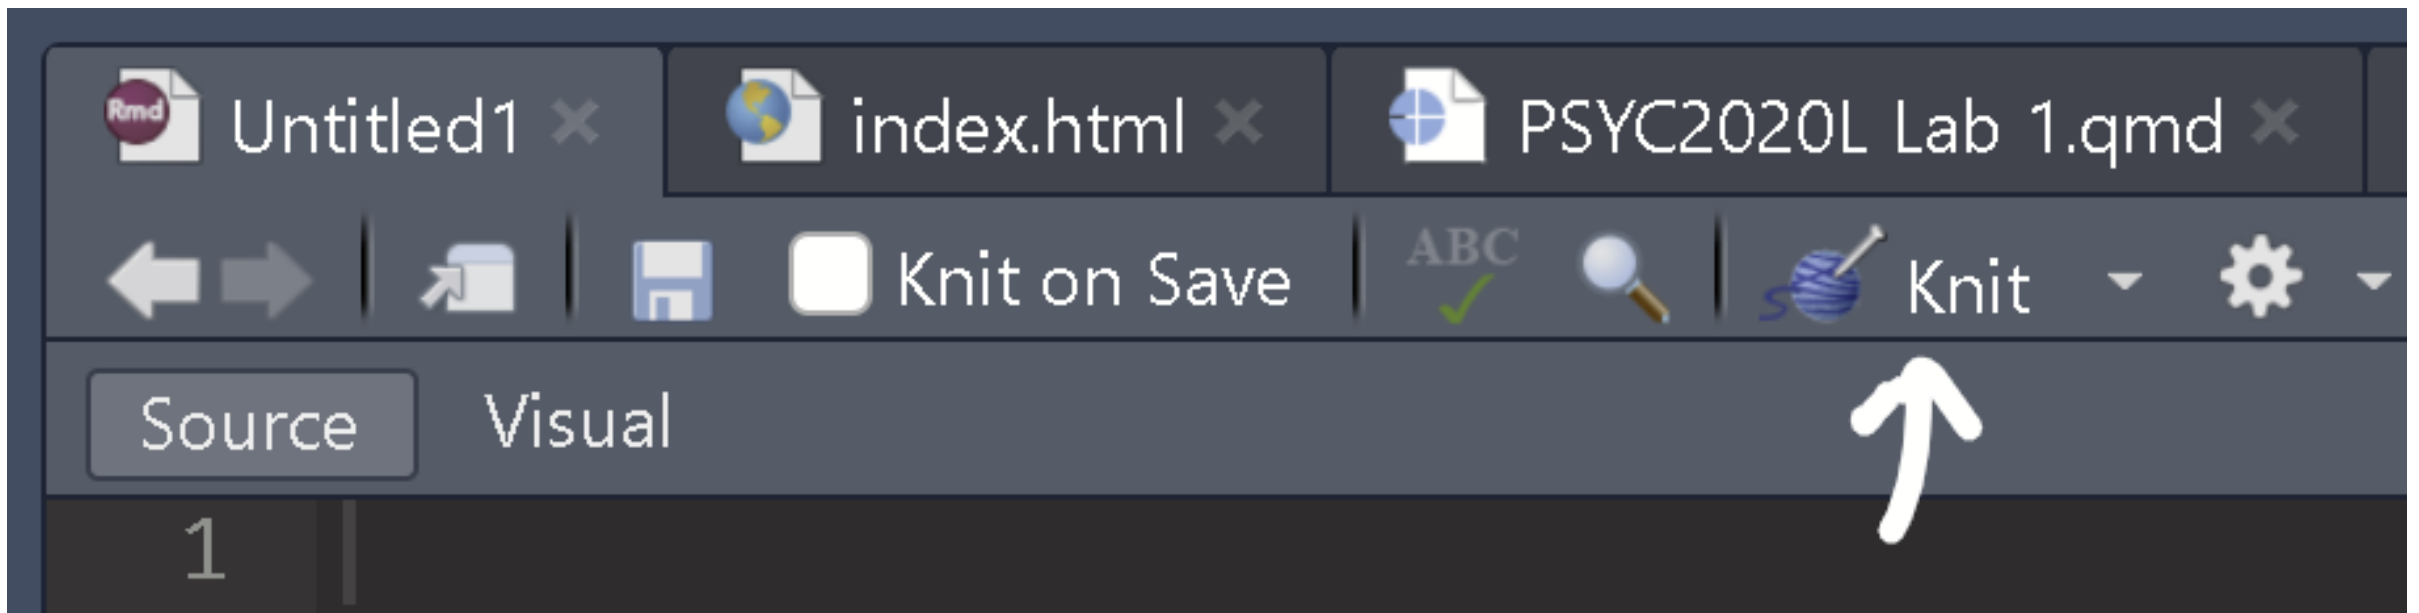 Rmd Untitled1 index.html PSYC2020L Lab 1.qmd
Knit on Save ABC Knit
Source Visual
1